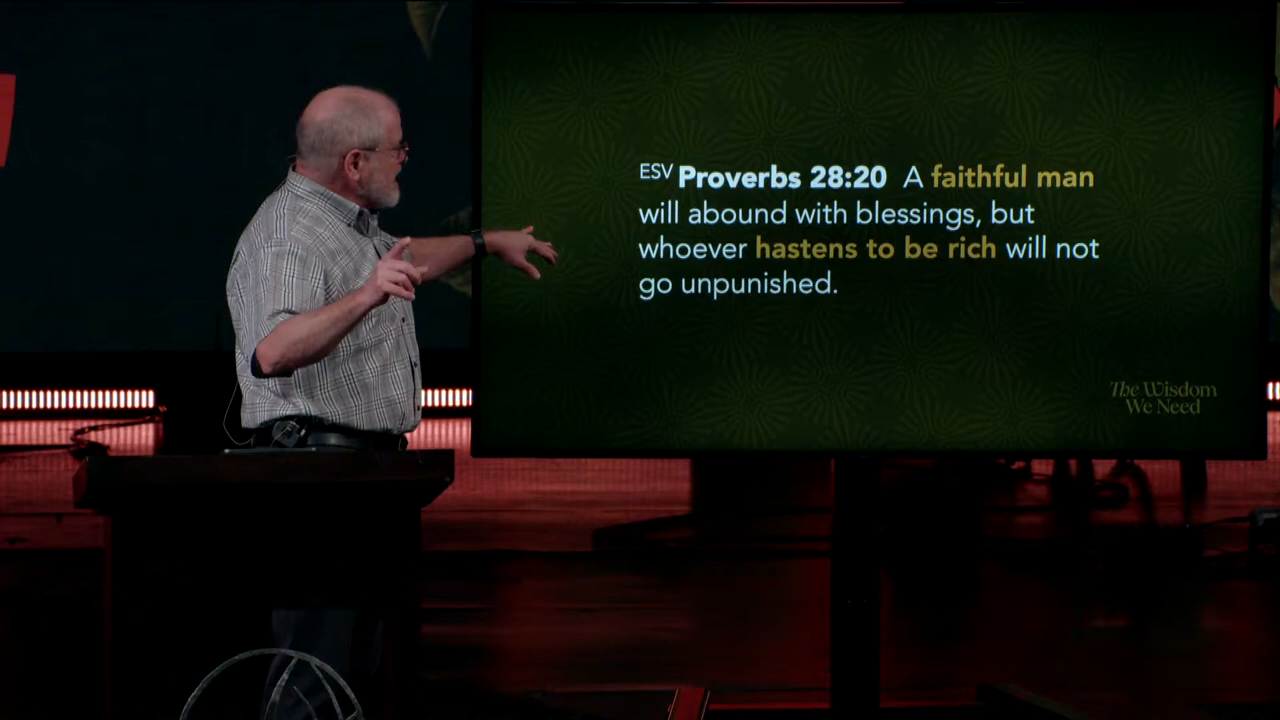 ESV Proverbs 28:20 A faithful man
will abound with blessings, but
whoever hastens to be rich will not
go unpunished.
The Wisdom
We Need